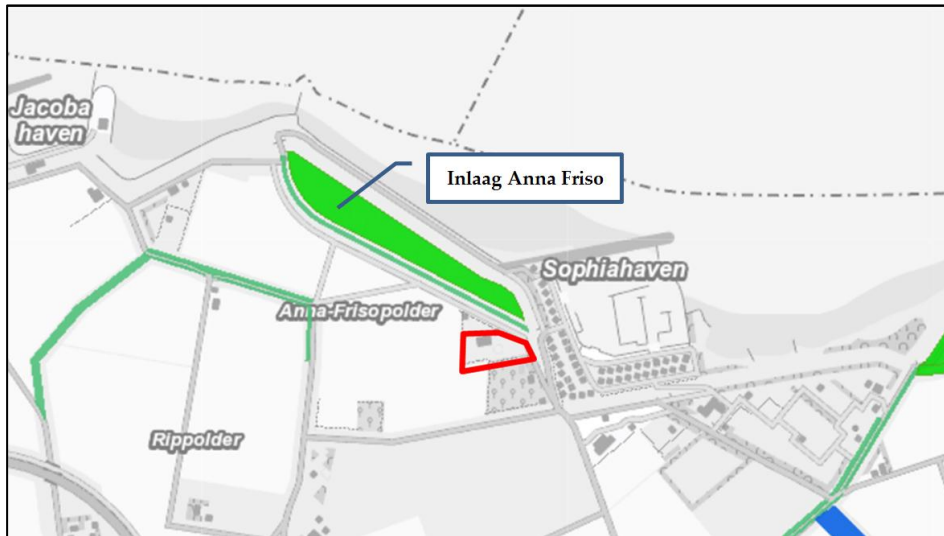 Jacoba
haven
Inlaag Anna Friso
Sophiahaven
Anna-Frisopolder
Rippolder